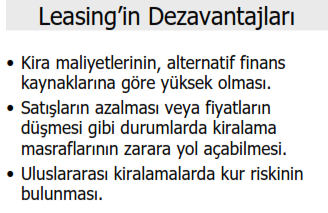 Leasing'in Dezavantajları
• Kira maliyetlerinin, alternatif finans
kaynaklarına göre yüksek olması.
• Satışların azalması veya fiyatların
düşmesi gibi durumlarda kiralama
masraflarının zarara yol açabilmesi.
• Uluslararası kiralamalarda kur riskinin
bulunması.